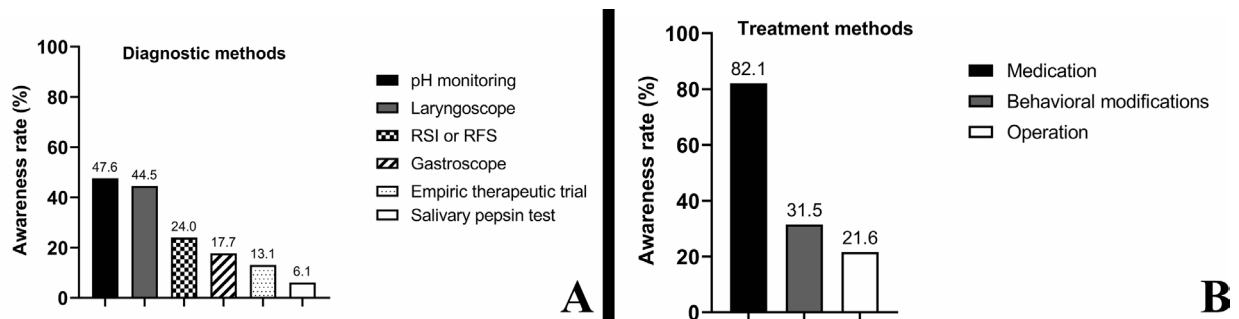 Diagnostic methods
Awareness rate (%)
100
80
60
40
20
0
47.6
44.5
24.0
17.7
13.1
6.1
pH monitoring
Laryngoscope
RSI or RFS
Gastroscope
Empiric therapeutic trial
Salivary pepsin test
A
Treatment methods
Awareness rate (%)
100
80
60
40
20
0
82.1
31.5
21.6
Medication
Behavioral modifications
Operation
B